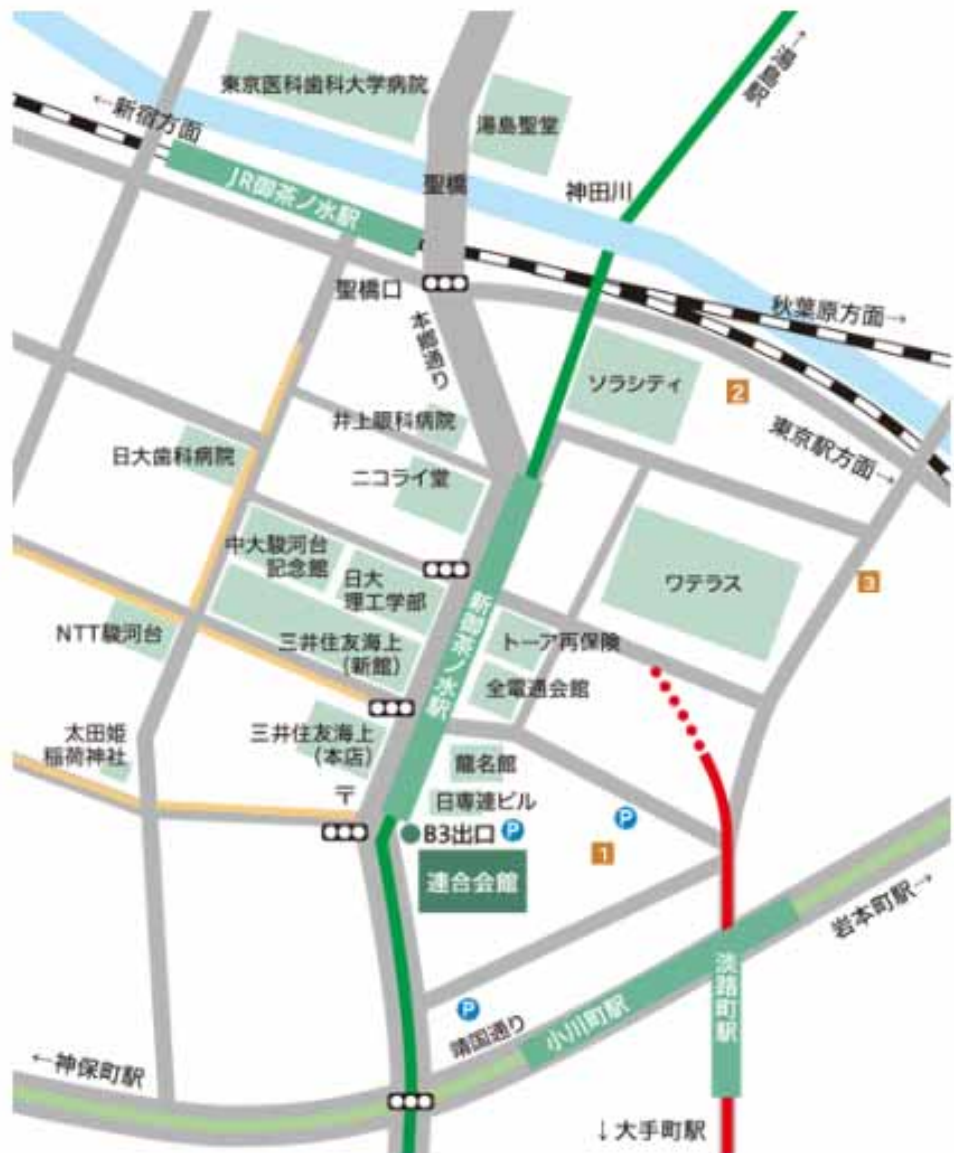 東京医科歯科大学病院
←湯島駅
湯島聖堂
←新宿方面
JR御茶ノ水駅
聖橋
神田川
聖橋口
本郷通り
秋葉原方面→
ソラシティ
2
東京駅方面→
井上眼科病院
日大歯科病院
ニコライ堂
中大駿河台
記念館
日大
理工学部
新御茶ノ水駅
ワテラス
3
NTT駿河台
三井住友海上
(新館)
トーア再保険
全電通会館
太田姫
稲荷神社
三井住友海上
(本店)
龍名館
〒
日専連ビル
B3出口
P
P
1
連合会館
岩本町駅→
淡路町駅
P
靖国通り
小川町駅
←神保町駅
↓大手町駅